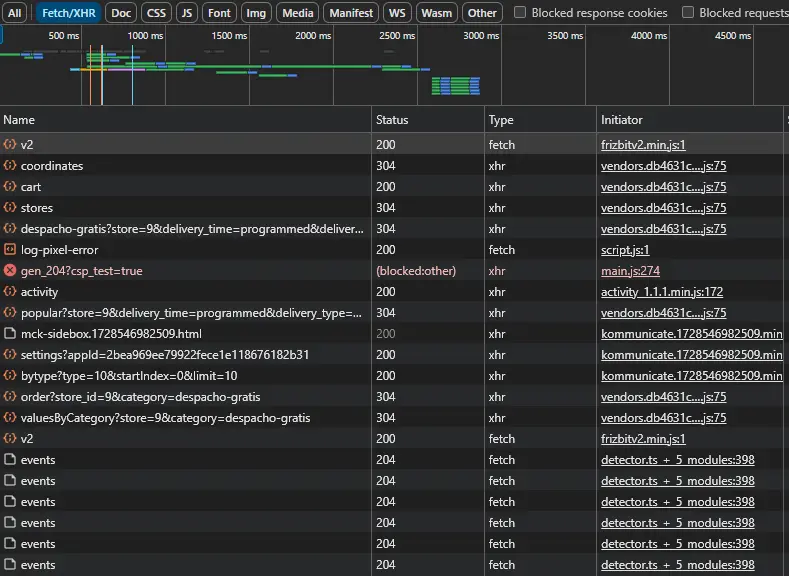 All Fetch/XHR Doc CSS JS Font Img Media Manifest WS Wasm Other Blocked response cookies Blocked requests
500 ms 1000 ms 1500 ms 2000 ms 2500 ms 3000 ms 3500 ms 4000 ms 4500 ms
Name Status Type Initiator
v2 200 fetch frizbitv2.min.js:1
coordinates 304 xhr vendors.db4631c....js:75
cart 200 xhr vendors.db4631c....js:75
stores 304 xhr vendors.db4631c....js:75
despacho-gratis?store=9&delivery_time=programmed&deliver... 304 xhr vendors.db4631c....js:75
log-pixel-error 200 fetch script.js:1
gen_204?csp_test=true (blocked:other) xhr main.js:274
activity 200 xhr activity_1.1.1.min.js:172
popular?store=9&delivery_time=programmed&delivery_type=... 304 xhr vendors.db4631c....js:75
mck-sidebox.1728546982509.html 200 xhr kommunicate.1728546982509.min
settings?appId=2bea969ee79922fece1e118676182b31 200 xhr kommunicate.1728546982509.min
bytype?type=10&startIndex=0&limit=10 200 xhr kommunicate.1728546982509.min
order?store_id=9&category=despacho-gratis 304 xhr vendors.db4631c....js:75
valuesByCategory?store=9&category=despacho-gratis 304 xhr vendors.db4631c....js:75
v2 200 fetch frizbitv2.min.js:1
events 204 fetch detector.ts + 5 modules:398
events 204 fetch detector.ts + 5 modules:398
events 204 fetch detector.ts + 5 modules:398
events 204 fetch detector.ts + 5 modules:398
events 204 fetch detector.ts + 5 modules:398
events 204 fetch detector.ts + 5 modules:398